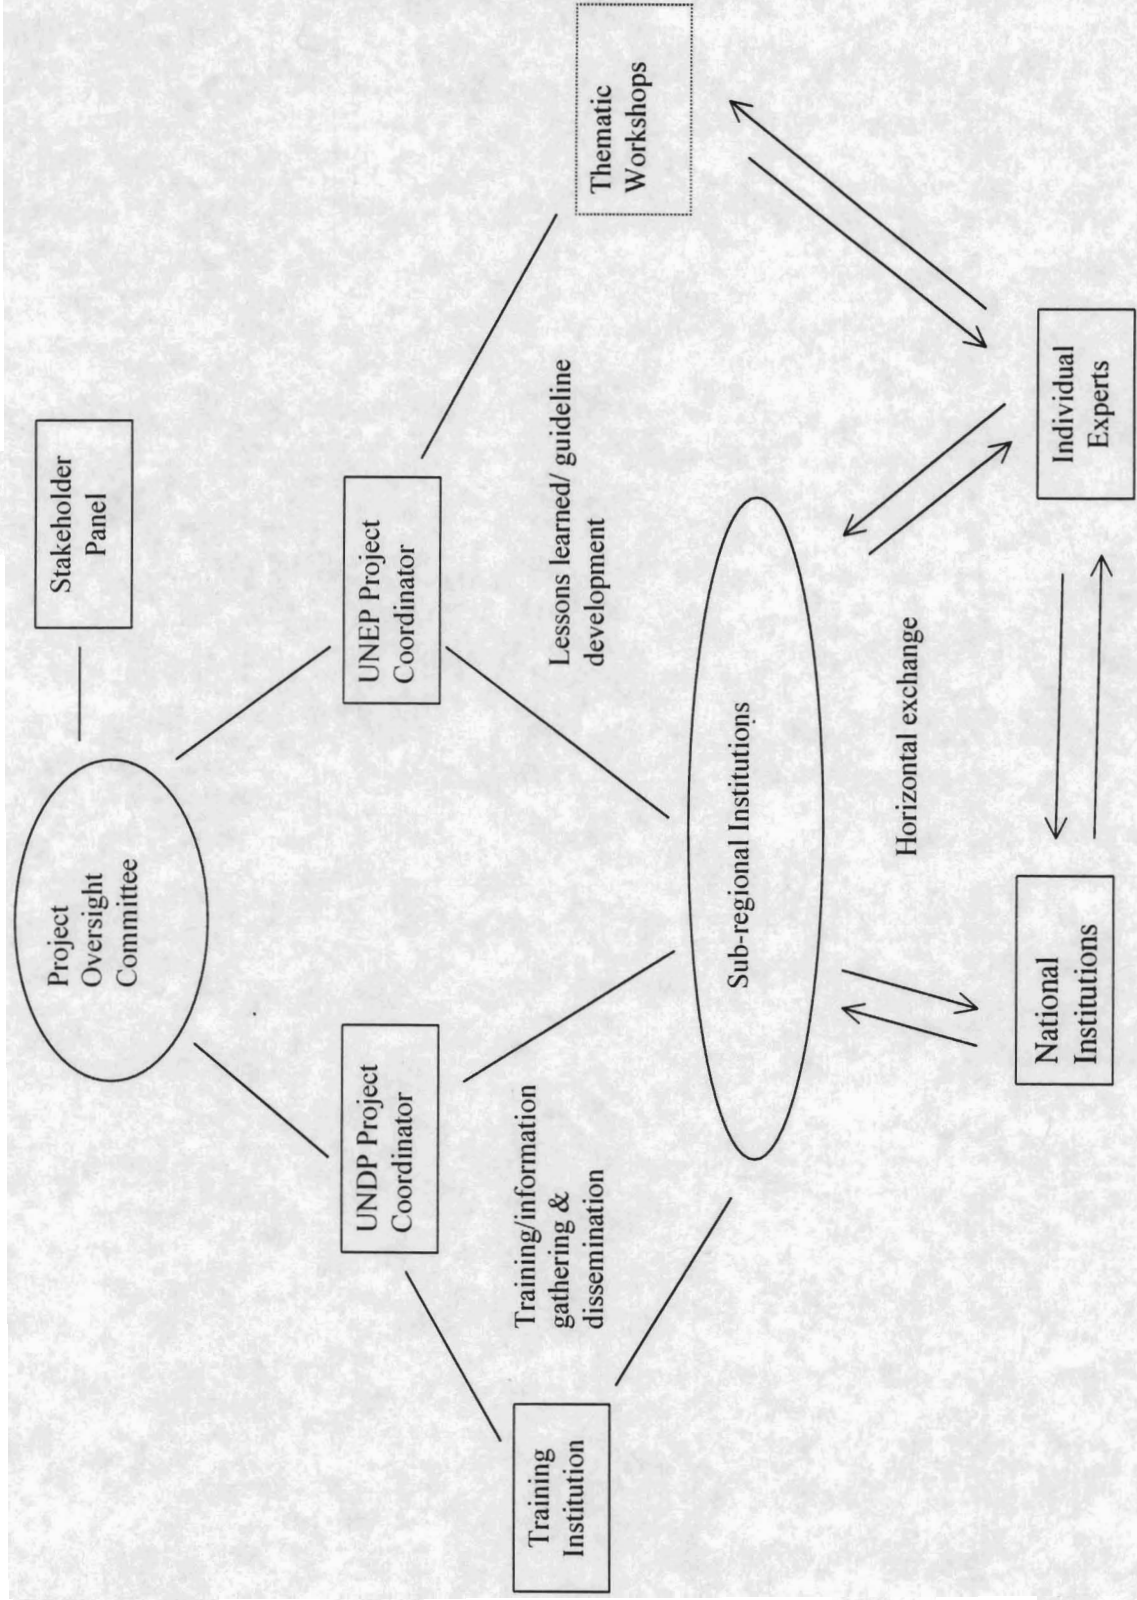 Project
Oversight
Committee
Stakeholder
Panel
UNDP Project
Coordinator
UNEP Project
Coordinator
Training
Institution
Training/information
gathering &
dissemination
Lessons learned/ guideline
development
Thematic
Workshops
Sub-regional Institutions
Horizontal exchange
National
Institutions
Individual
Experts